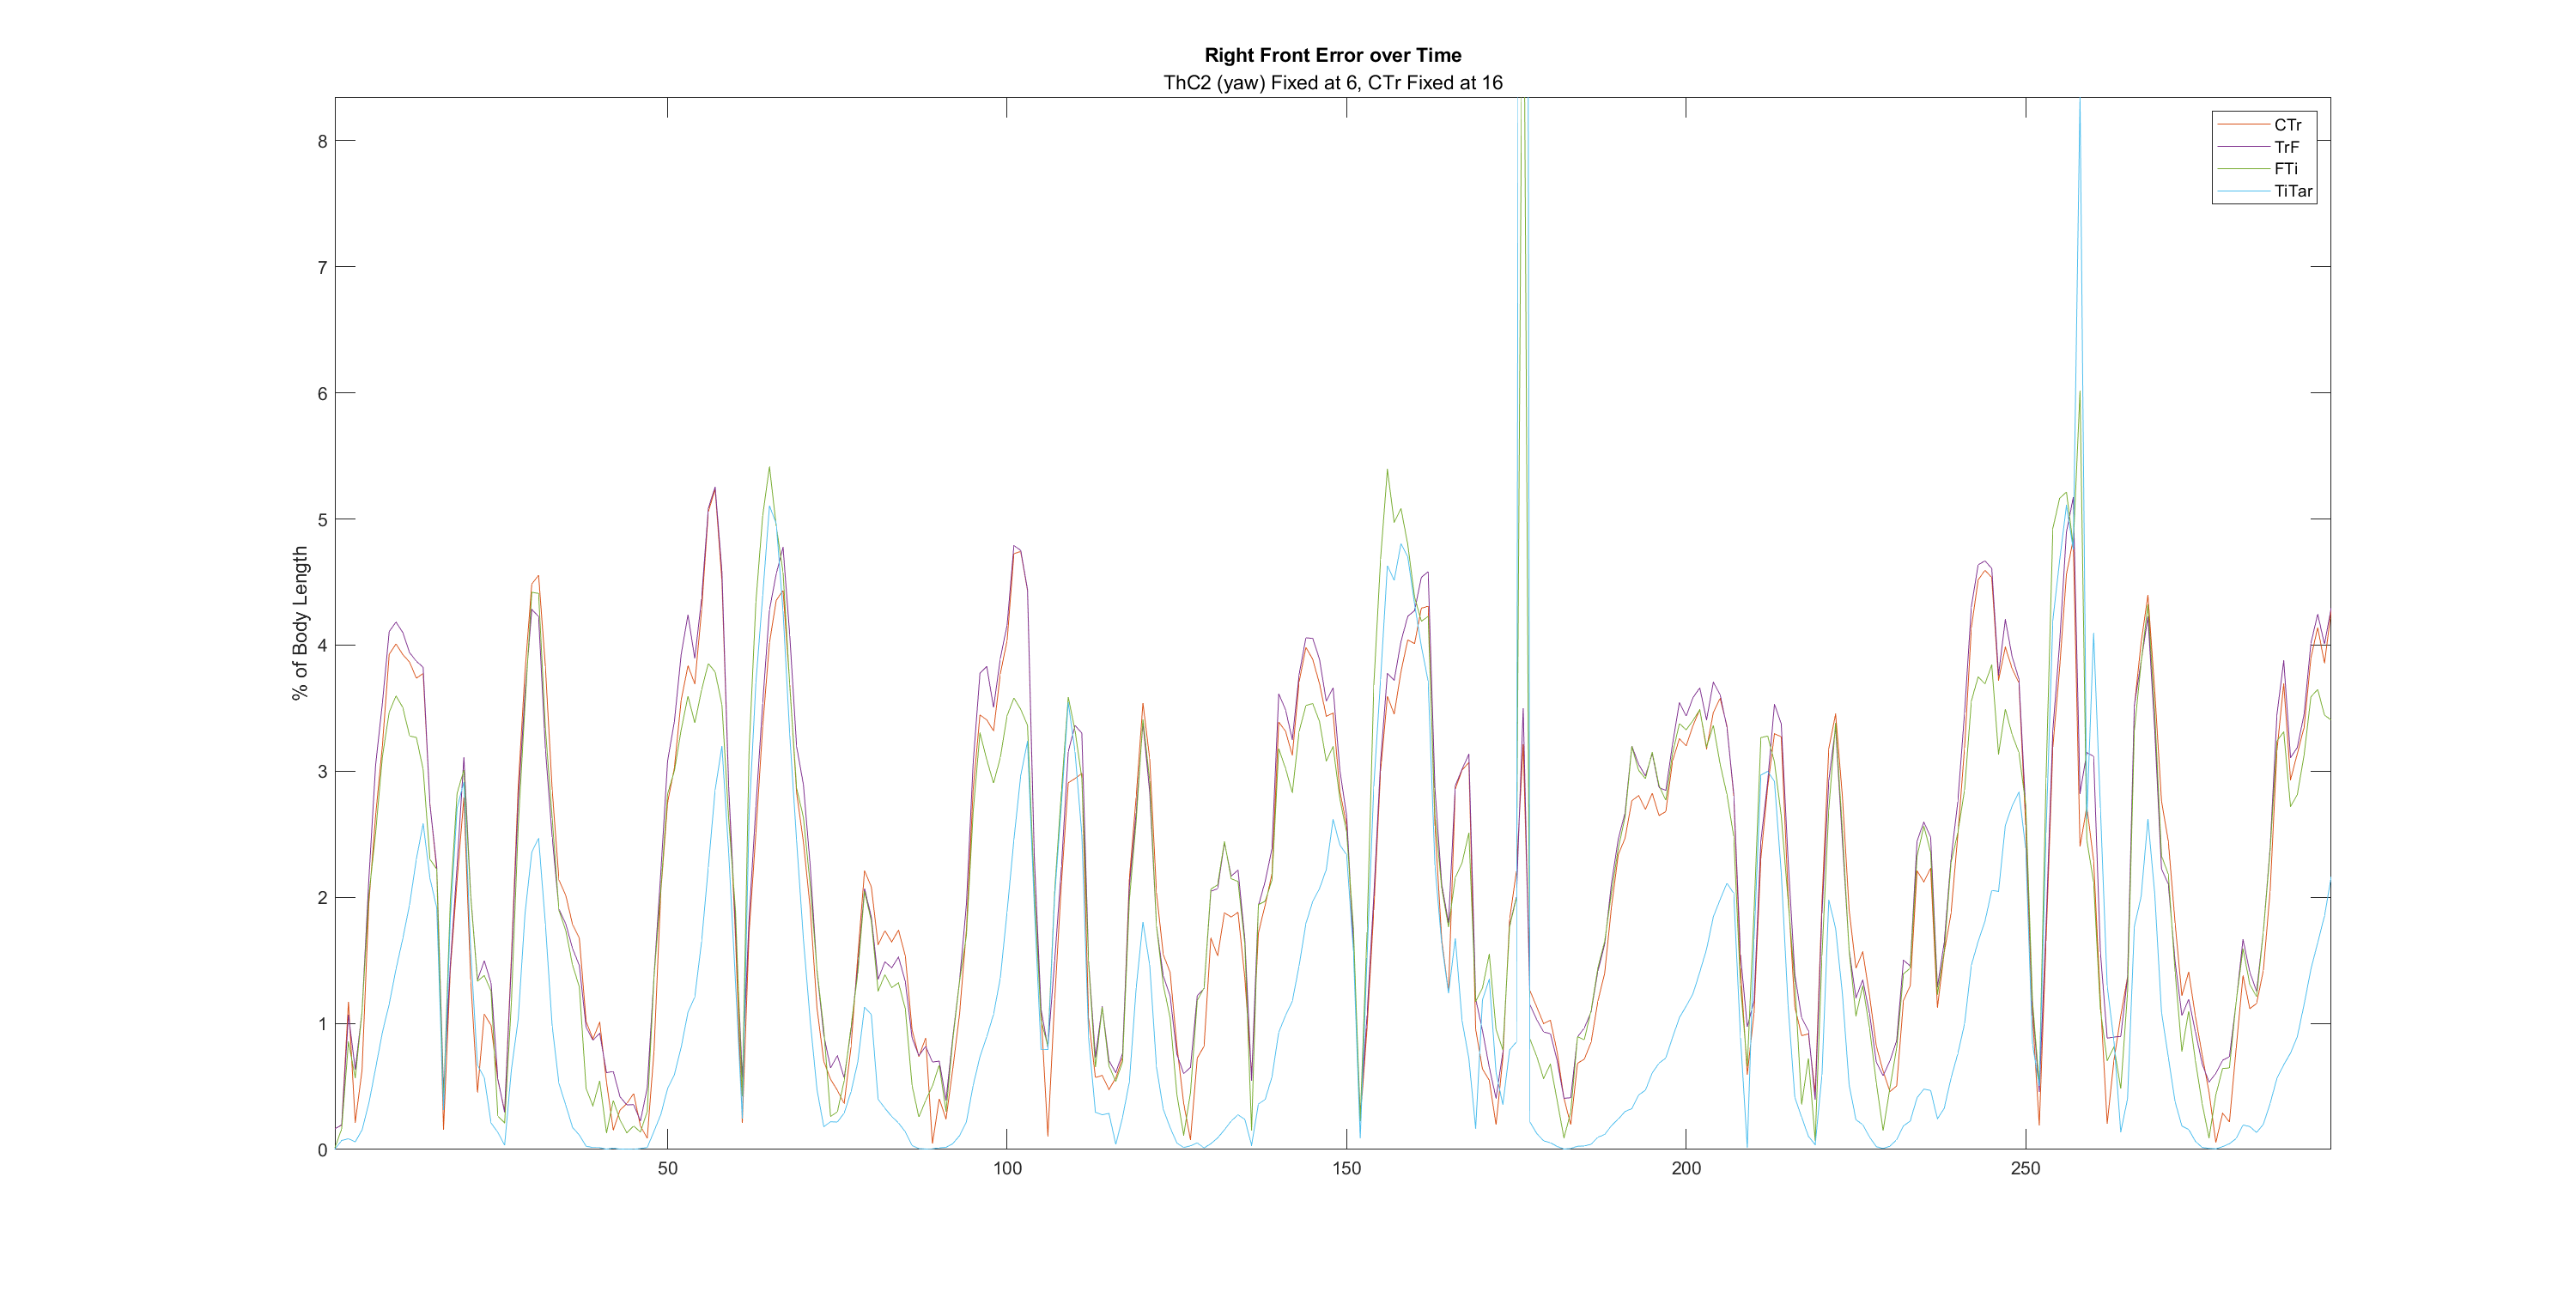 Right Front Error over Time
ThC2 (yaw) Fixed at 6, CTr Fixed at 16
CTr
TrF
FTi
TiTar
% of Body Length
8
7
6
5
4
3
2
1
0
50
100
150
200
250